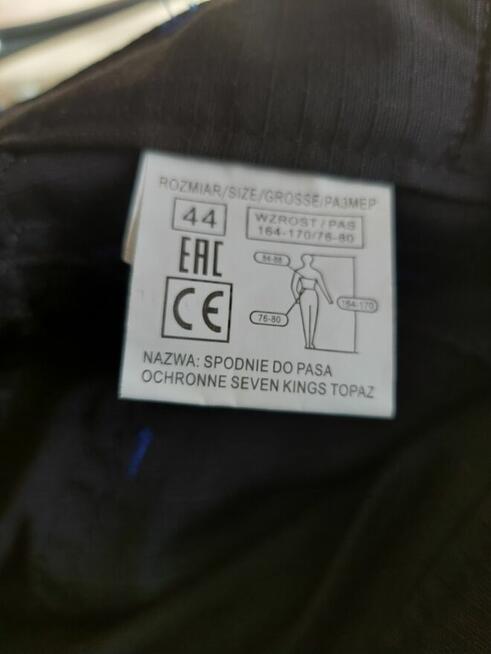 ROZMIAR/SIZE/GROSSE/РАЗМЕР
44
WZROST / PAS
164-170/76-80
EAC
CE
84-88
164-170
76-80
NAZWA: SPODNIE DO PASA
OCHRONNE SEVEN KINGS TOPAZ